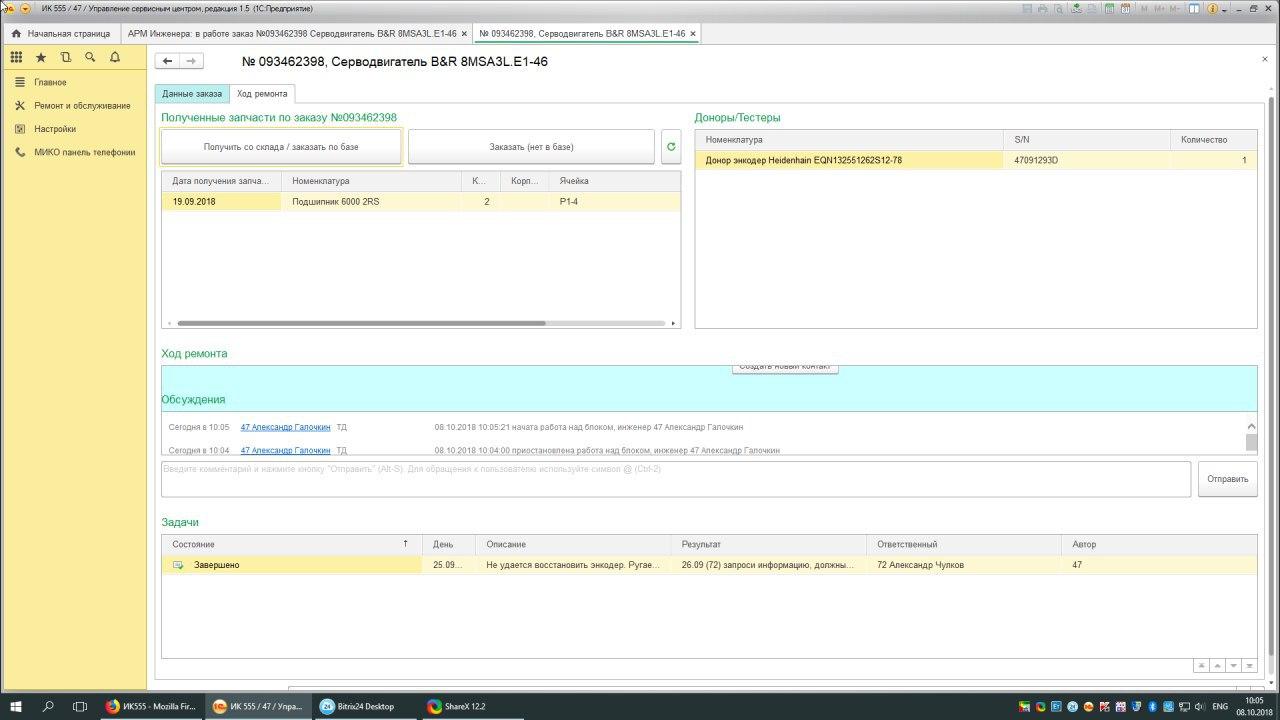 ИК 555 / 47 / Управление сервисным центром, редакция 1.5 (1С:Предприятие)
M M+ M-
Начальная страница
АРМ Инженера: в работе заказ №093462398 Серводвигатель B&R 8MSA3L.E1-46 ×
№ 093462398, Серводвигатель B&R 8MSA3L.E1-46 ×
№ 093462398, Серводвигатель B&R 8MSA3L.E1-46
Главное
Ремонт и обслуживание
Настройки
МИКО панель телефонии
Данные заказа
Ход ремонта
Полученные запчасти по заказу №093462398
Доноры/Тестеры
Получить со склада / заказать по базе
Заказать (нет в базе)
Номенклатура S/N Количество
Донор энкодер Heidenhain EQN132551262S12-78 47091293D 1
Дата получения запча... Номенклатура К... Корп... Ячейка
19.09.2018 Подшипник 6000 2RS 2 P1-4
Ход ремонта
Создать новый контакт
Обсуждения
Сегодня в 10:05 47 Александр Галочкин ТД 08.10.2018 10:05:21 начата работа над блоком, инженер 47 Александр Галочкин
Сегодня в 10:04 47 Александр Галочкин ТД 08.10.2018 10:04:00 приостановлена работа над блоком, инженер 47 Александр Галочкин
Введите комментарий и нажмите кнопку "Отправить" (Alt-S). Для обращения к пользователю используйте символ @ (Ctrl-2)
Отправить
Задачи
Состояние День Описание Результат Ответственный Автор
Завершено 25.09... Не удается восстановить энкодер. Ругае... 26.09 (72) запроси информацию, должны... 72 Александр Чулков 47
ИК555 - Mozilla Fir...
ИК 555 / 47 / Упра...
24 Bitrix24 Desktop
ShareX 12.2
ENG
10:05
08.10.2018